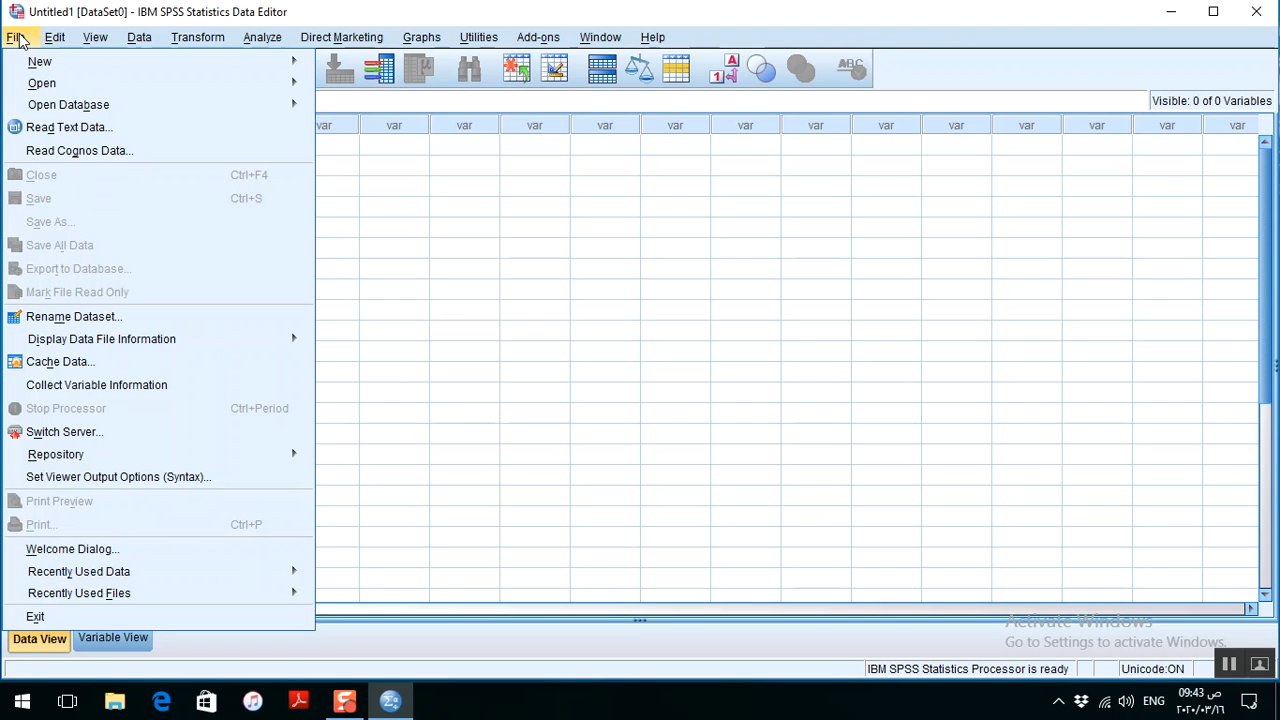 Untitled1 [DataSet0] - IBM SPSS Statistics Data Editor
File Edit View Data Transform Analyze Direct Marketing Graphs Utilities Add-ons Window Help
New
Open
Open Database
Read Text Data...
Read Cognos Data...
Close Ctrl+F4
Save Ctrl+S
Save As...
Save All Data
Export to Database...
Mark File Read Only
Rename Dataset...
Display Data File Information
Cache Data...
Collect Variable Information
Stop Processor Ctrl+Period
Switch Server...
Repository
Set Viewer Output Options (Syntax)...
Print Preview
Print... Ctrl+P
Welcome Dialog...
Recently Used Data
Recently Used Files
Exit
A
1
ABC
Visible: 0 of 0 Variables
var var var var var var var var var var var var var var
Activate Windows
Go to Settings to activate Windows.
Data View Variable View
IBM SPSS Statistics Processor is ready Unicode:ON
ENG
09:43 ص
٢٠٢٠/٠٣/١٦